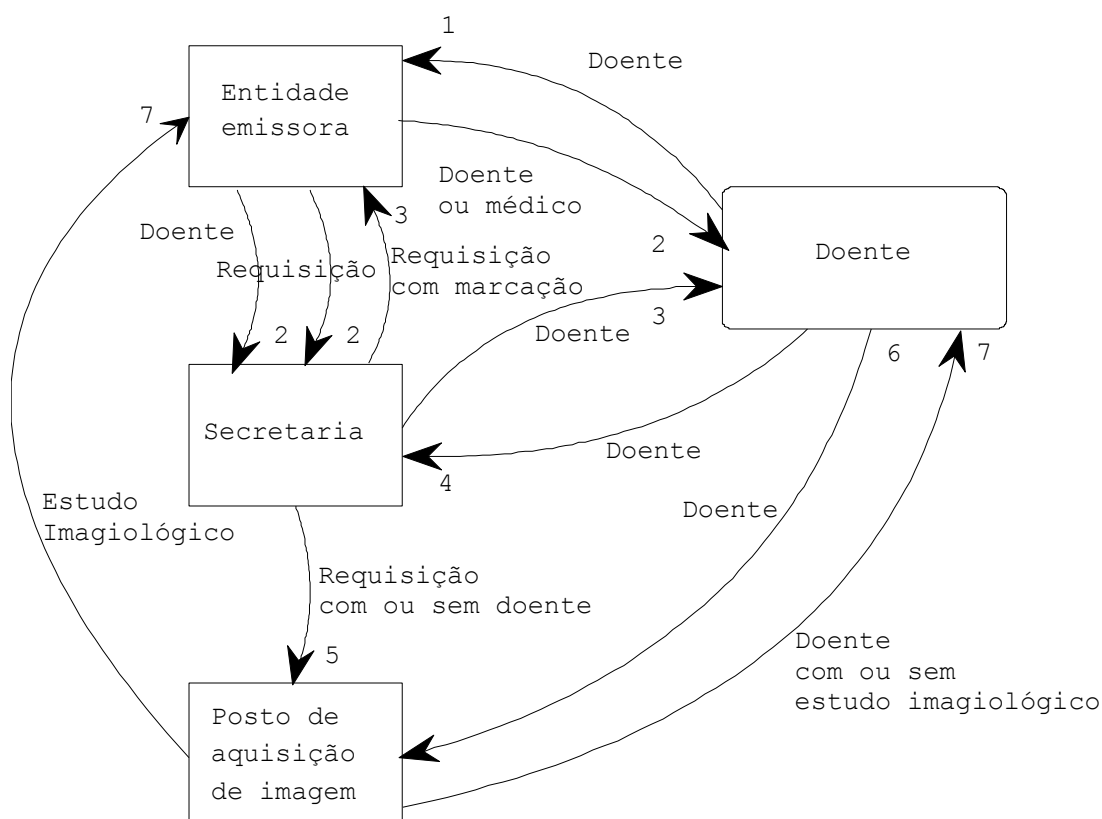 1
Doente
Entidade
emissora
7
Doente
ou médico
3
Doente
2
Doente
Requisição
Requisição
com marcação
3
Doente
2
2
6
7
Secretaria
Doente
4
Estudo
Imagiológico
Doente
Requisição
com ou sem doente
5
Doente
com ou sem
estudo imagiológico
Posto de
aquisição
de imagem